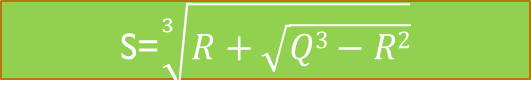 S=∛(R + √(Q³ − R²))